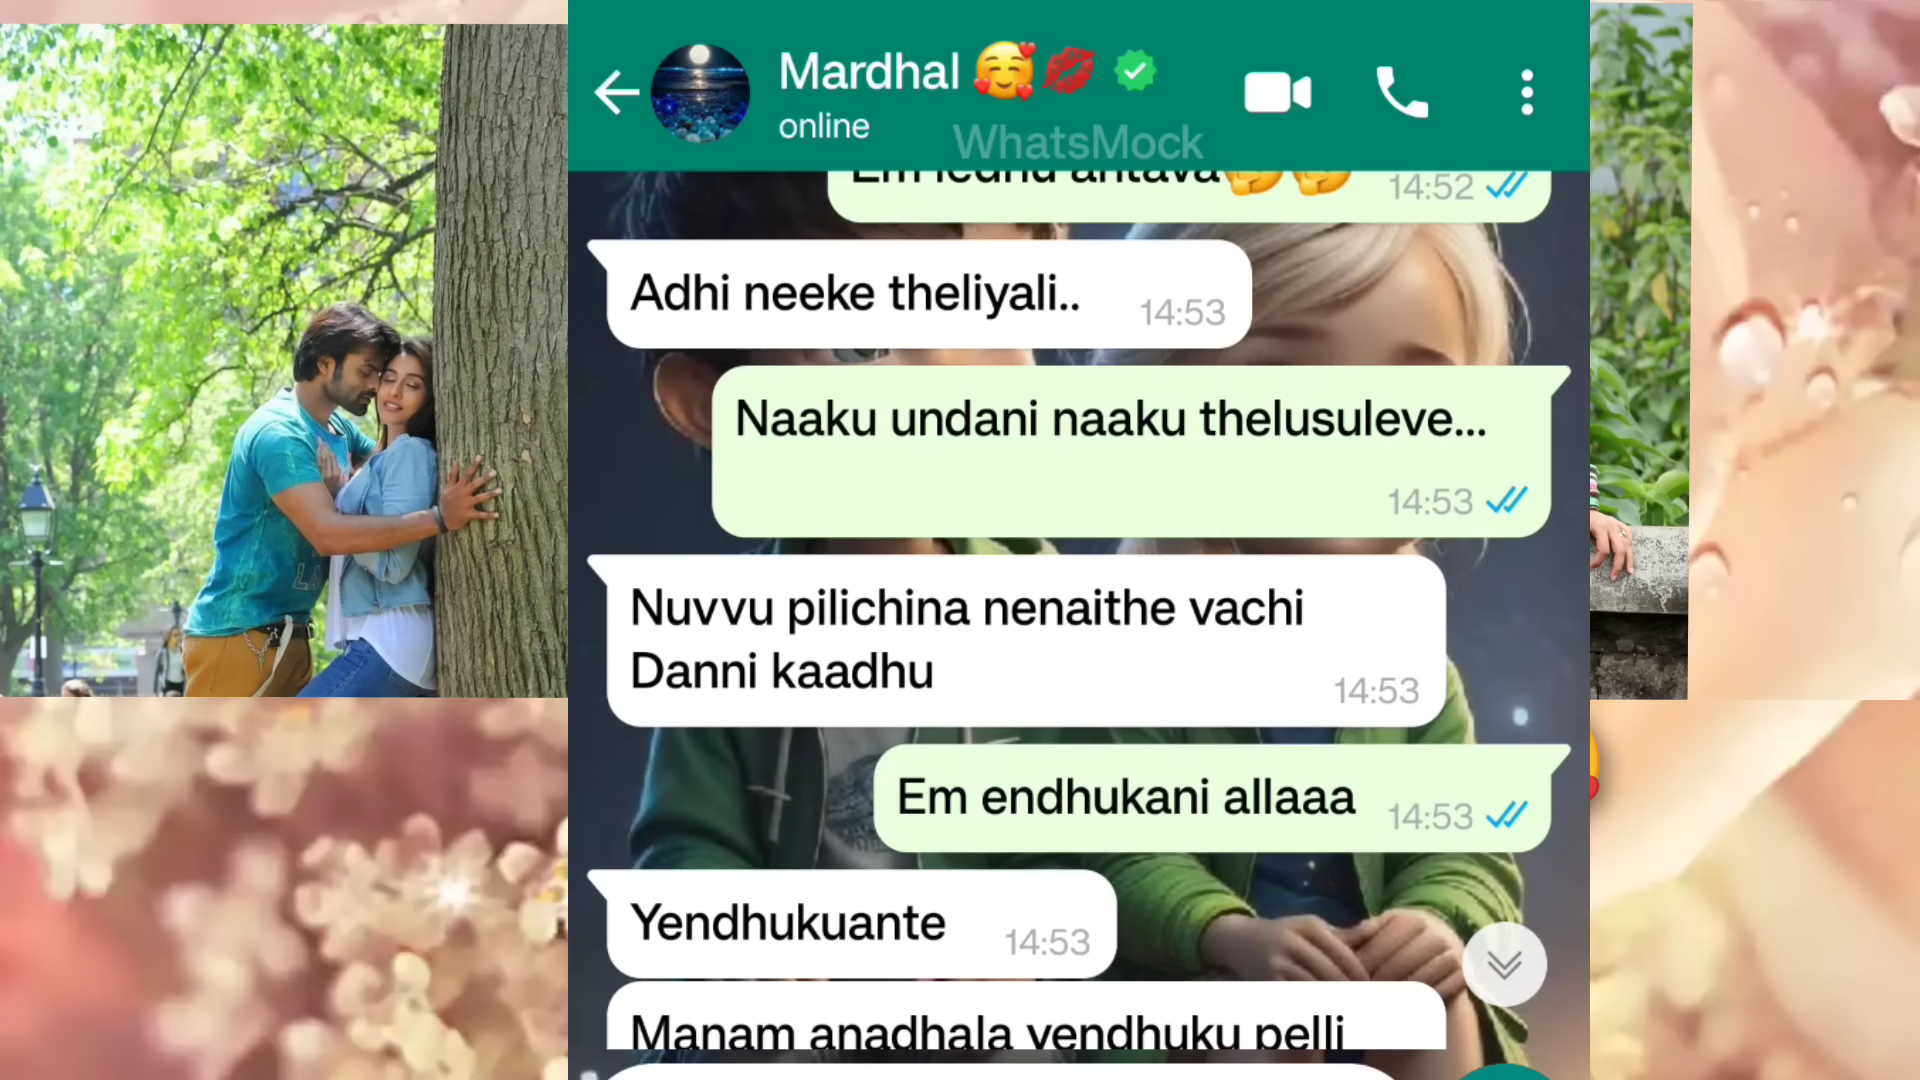 Mardhal 🥰💋
online
WhatsMock
14:52
Adhi neeke theliyali..
14:53
Naaku undani naaku thelusuleve...
14:53
Nuvvu pilichina nenaithe vachi
Danni kaadhu
14:53
Em endhukani allaaa
14:53
Yendhukuante
14:53
Manam anadhala yendhuku pelli